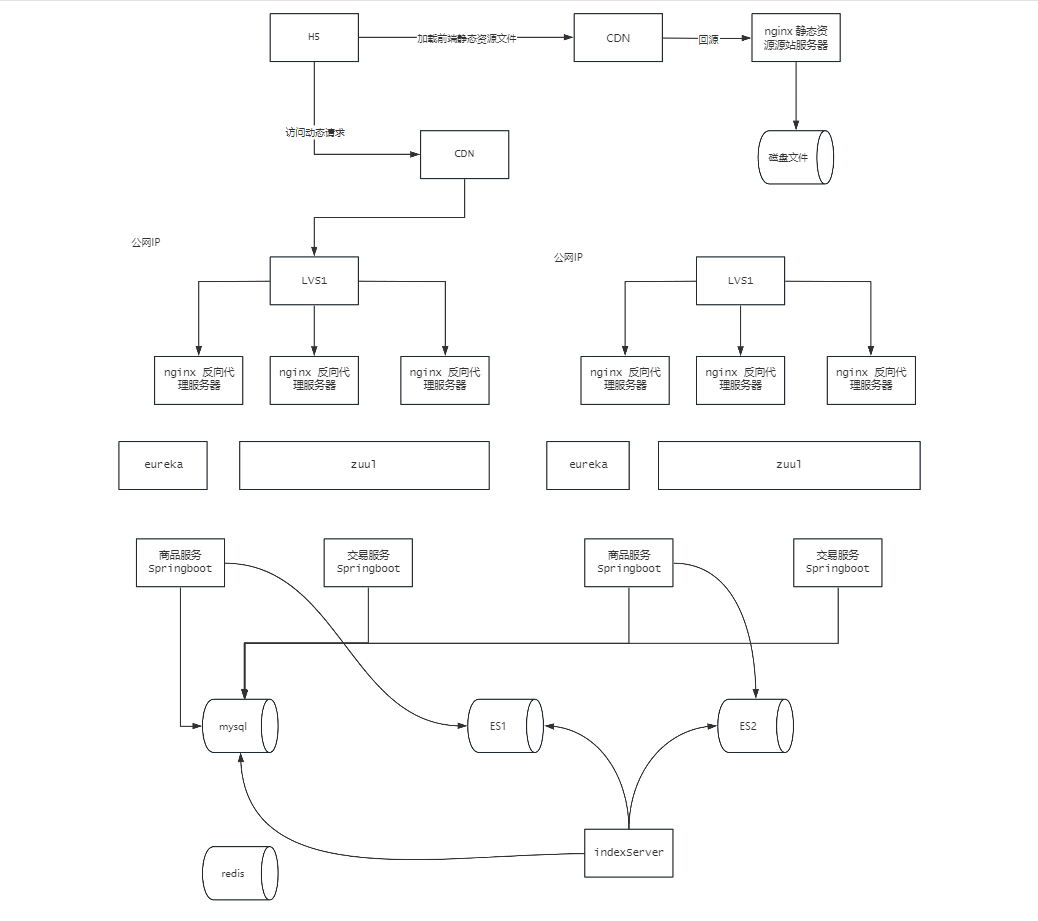 H5
加载前端静态资源文件
CDN
回源
nginx 静态资
源源站服务器
访问动态请求
CDN
磁盘文件
公网IP
公网IP
LVS1
LVS1
nginx 反向代
理服务器
nginx 反向代
理服务器
nginx 反向代
理服务器
nginx 反向代
理服务器
nginx 反向代
理服务器
nginx 反向代
理服务器
eureka
zuul
eureka
zuul
商品服务
Springboot
交易服务
Springboot
商品服务
Springboot
交易服务
Springboot
mysql
ES1
ES2
indexServer
redis